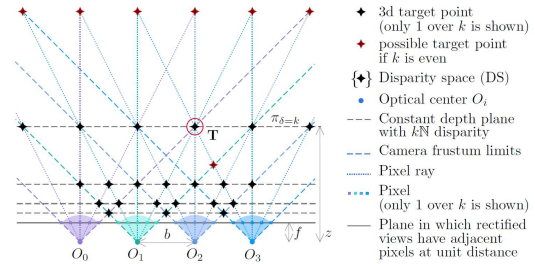 π_{δ=k}
T
b
f
z
O_0
O_1
O_2
O_3
3d target point
(only 1 over k is shown)
possible target point
if k is even
{✦} Disparity space (DS)
Optical center O_i
Constant depth plane
with kℕ disparity
Camera frustum limits
Pixel ray
Pixel
(only 1 over k is shown)
Plane in which rectified
views have adjacent
pixels at unit distance